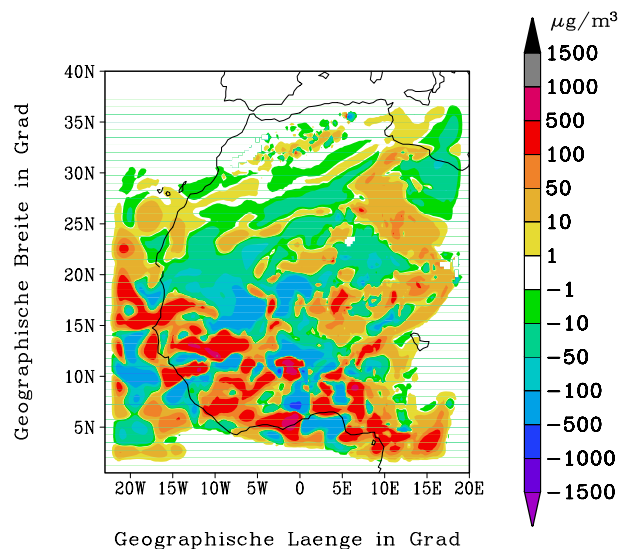 μg/m³
1500
1000
500
100
50
10
1
−1
−10
−50
−100
−500
−1000
−1500
Geographische Breite in Grad
40N
35N
30N
25N
20N
15N
10N
5N
20W 15W 10W 5W 0 5E 10E 15E 20E
Geographische Laenge in Grad